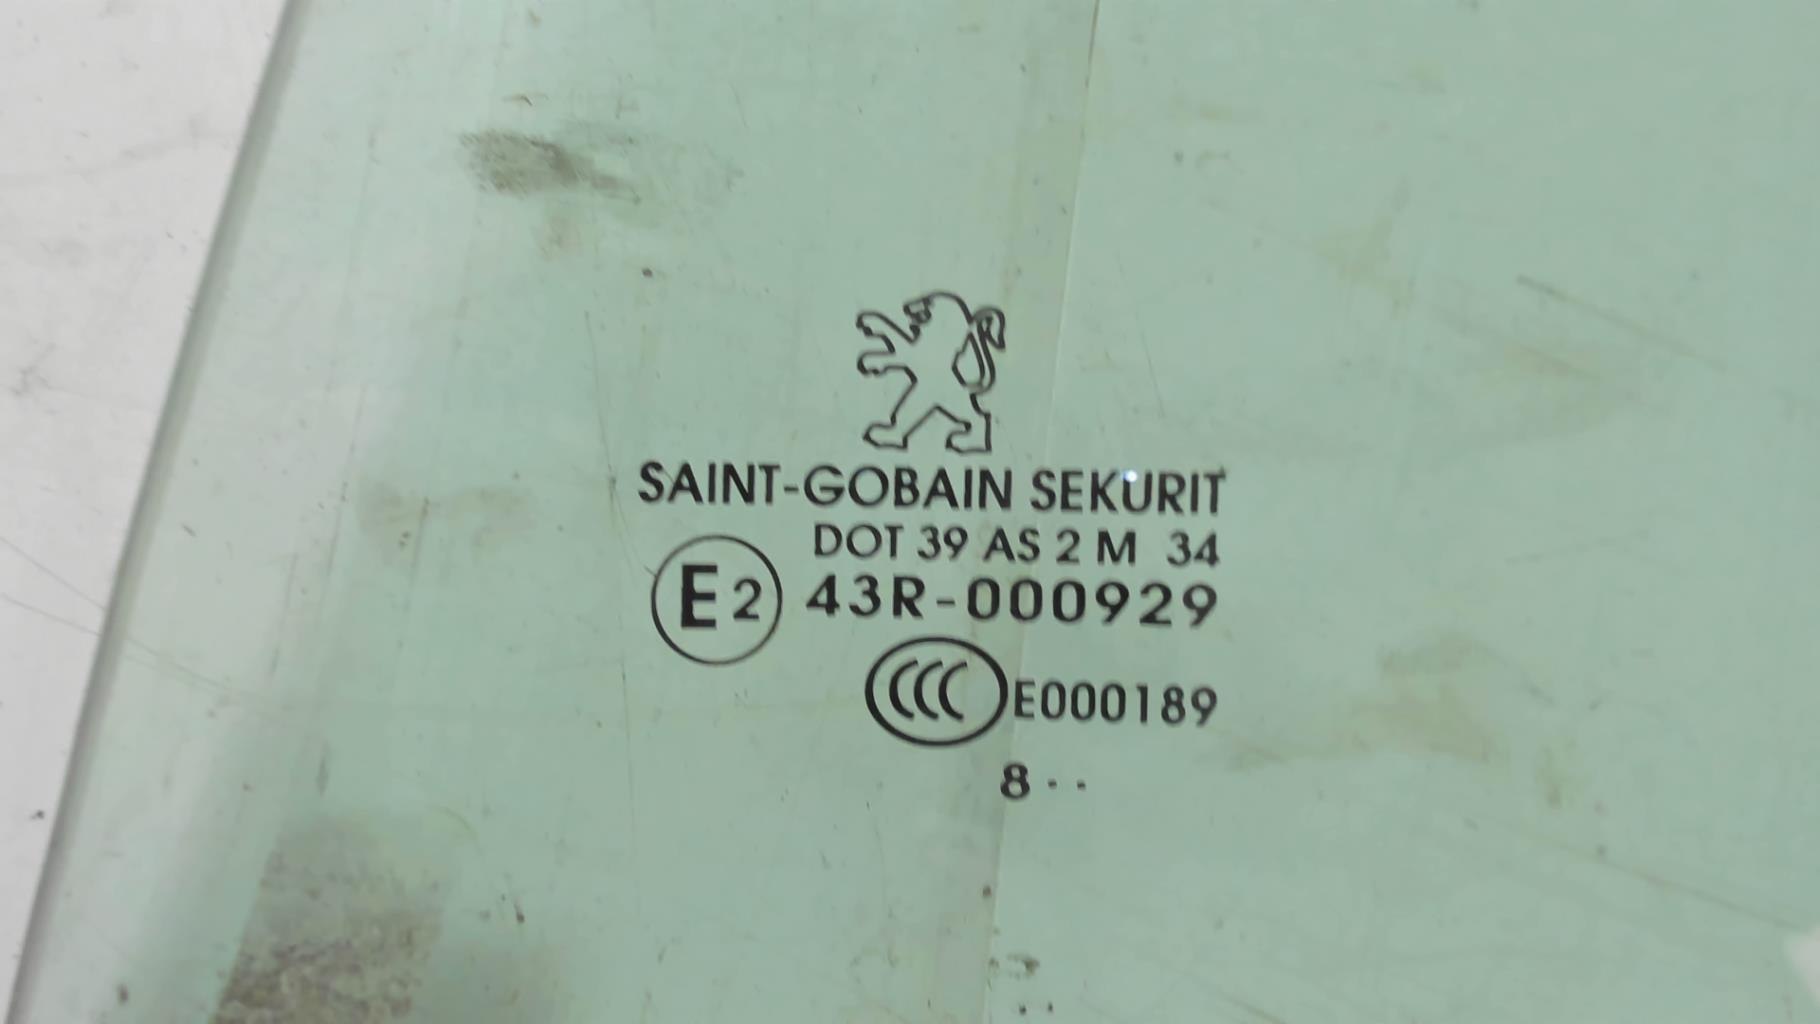 SAINT-GOBAIN SEKURIT
DOT 39 AS 2 M 34
E2 43R-000929
CCC E000189
8 · ·